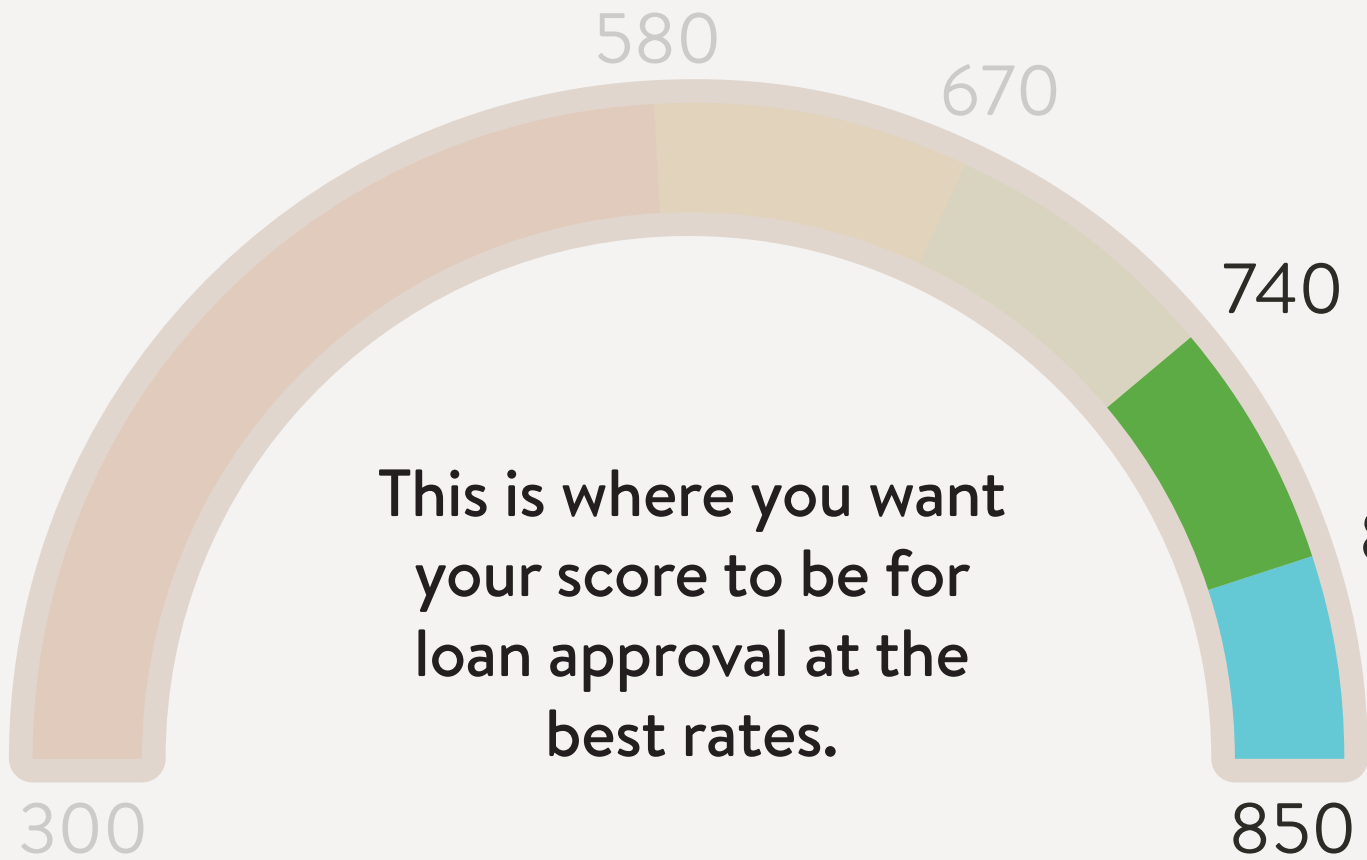 580
670
740
This is where you want
your score to be for
loan approval at the
best rates.
300
850